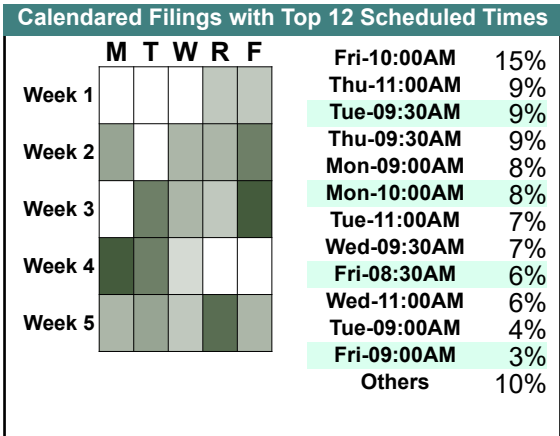 Calendared Filings with Top 12 Scheduled Times
M T W R F
Week 1
Week 2
Week 3
Week 4
Week 5
Fri-10:00AM 15%
Thu-11:00AM 9%
Tue-09:30AM 9%
Thu-09:30AM 9%
Mon-09:00AM 8%
Mon-10:00AM 8%
Tue-11:00AM 7%
Wed-09:30AM 7%
Fri-08:30AM 6%
Wed-11:00AM 6%
Tue-09:00AM 4%
Fri-09:00AM 3%
Others 10%